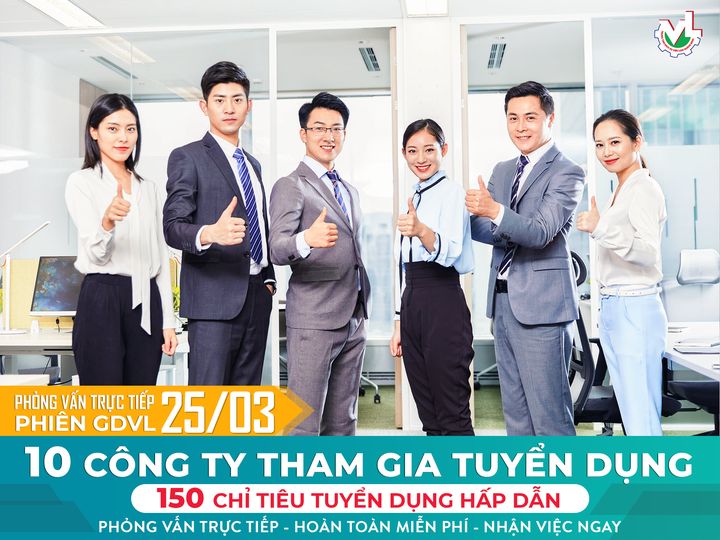 PHỎNG VẤN TRỰC TIẾP
PHIÊN GDVL 25/03
10 CÔNG TY THAM GIA TUYỂN DỤNG
150 CHỈ TIÊU TUYỂN DỤNG HẤP DẪN
PHỎNG VẤN TRỰC TIẾP - HOÀN TOÀN MIỄN PHÍ - NHẬN VIỆC NGAY